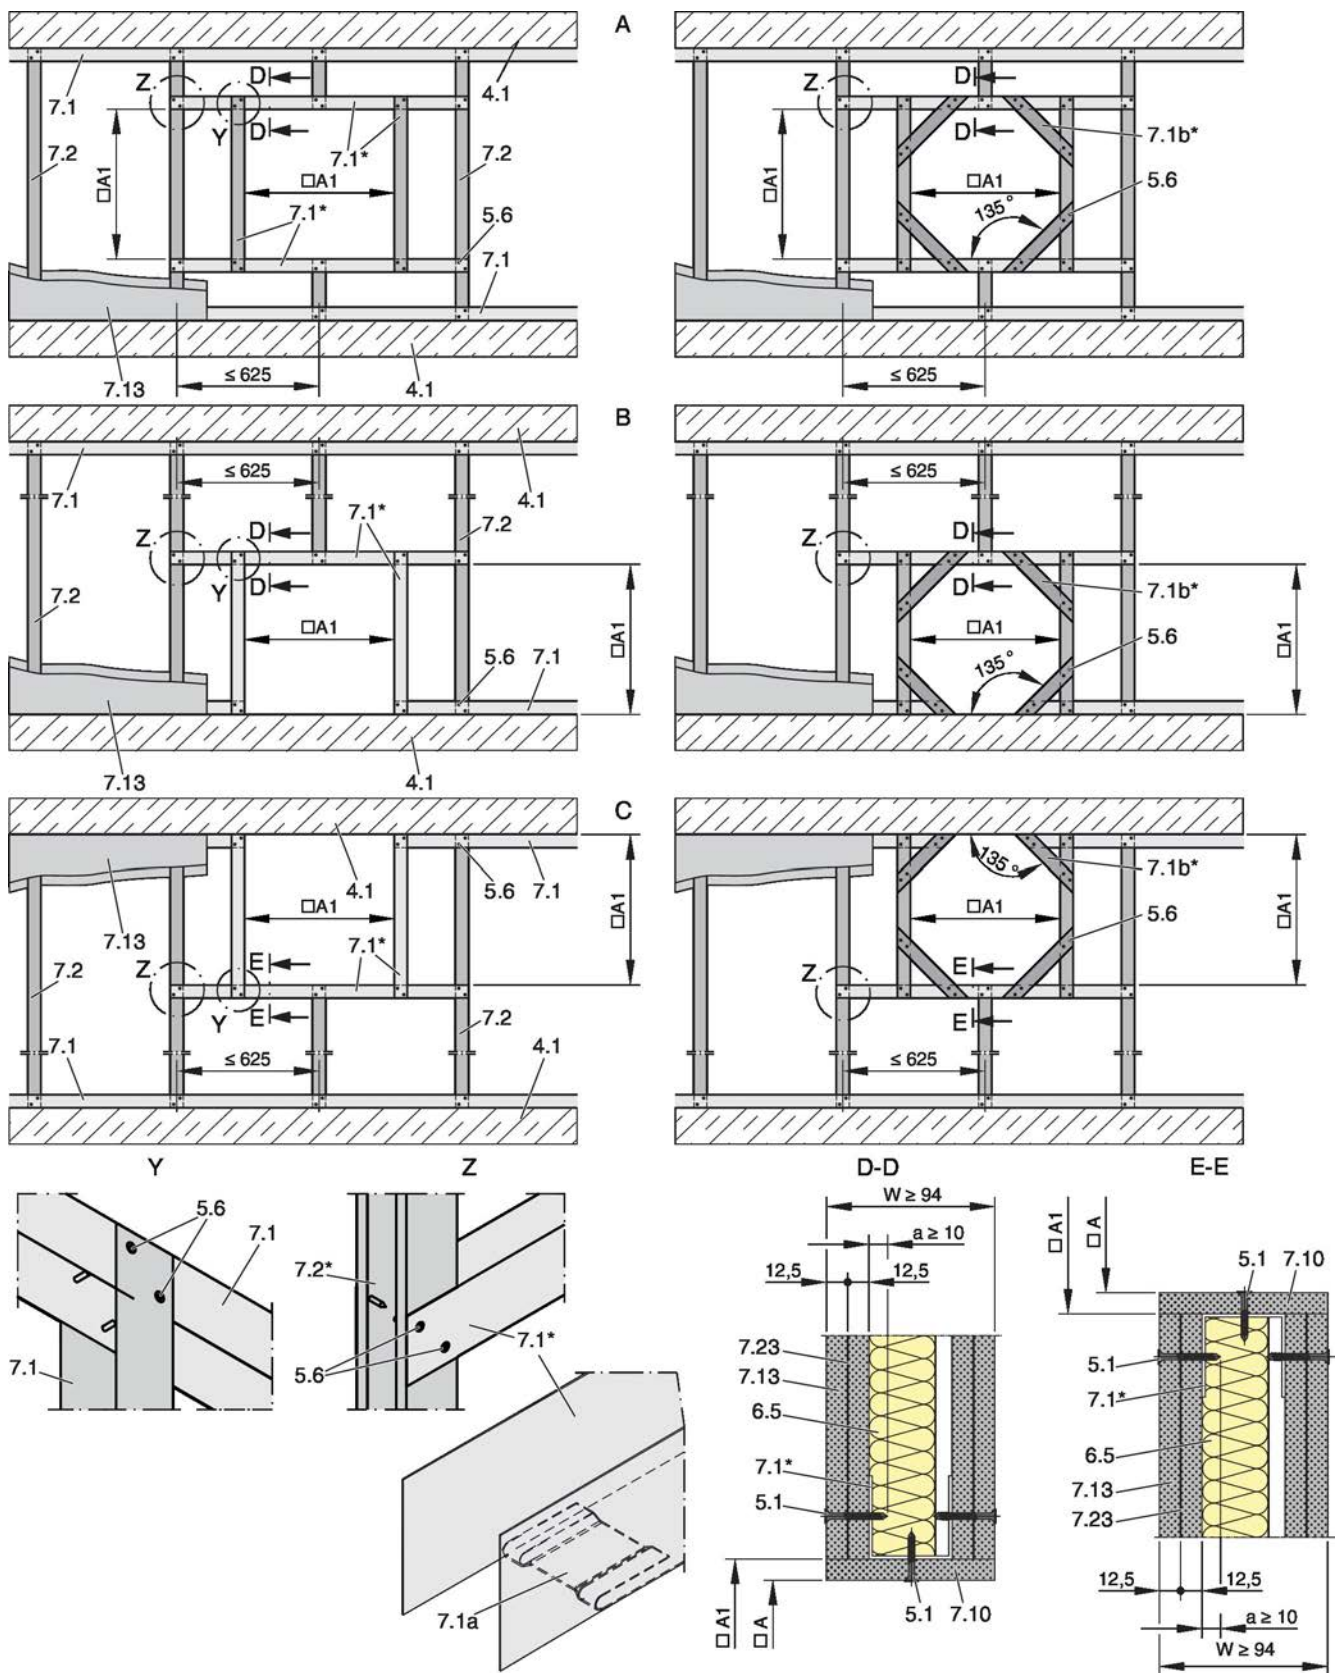 A
Z
D
D
Y
7.1
7.2
□A1
7.1*
□A1
7.1*
4.1
7.2
5.6
7.1
7.13
≤ 625
4.1
Z
D
D
7.1b*
□A1
□A1
135°
5.6
≤ 625
B
7.1
≤ 625
4.1
7.1*
Z
D
7.2
Y
D
7.2
□A1
□A1
5.6
7.1
7.13
4.1
≤ 625
Z
D
D
7.1b*
□A1
135°
5.6
□A1
C
4.1
5.6
7.1
□A1
□A1
7.13
7.1*
7.2
Z
E
Y
E
7.2
7.1
≤ 625
4.1
135°
7.1b*
□A1
5.6
□A1
Z
E
E
≤ 625
Y
5.6
7.1
7.1
Z
7.2*
5.6
7.1*
7.1a
D-D
W ≥ 94
a ≥ 10
12,5
12,5
7.23
7.13
6.5
7.1*
5.1
□ A1
□ A
5.1
7.10
E-E
□ A1
□ A
5.1
7.10
5.1
7.1*
6.5
7.13
7.23
12,5
12,5
a ≥ 10
W ≥ 94